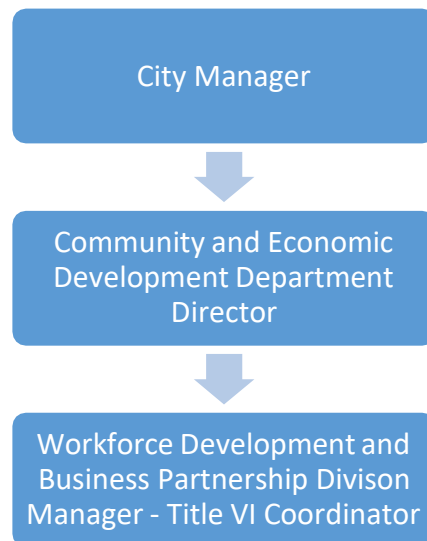 City Manager
Community and Economic
Development Department
Director
Workforce Development and
Business Partnership Divison
Manager - Title VI Coordinator